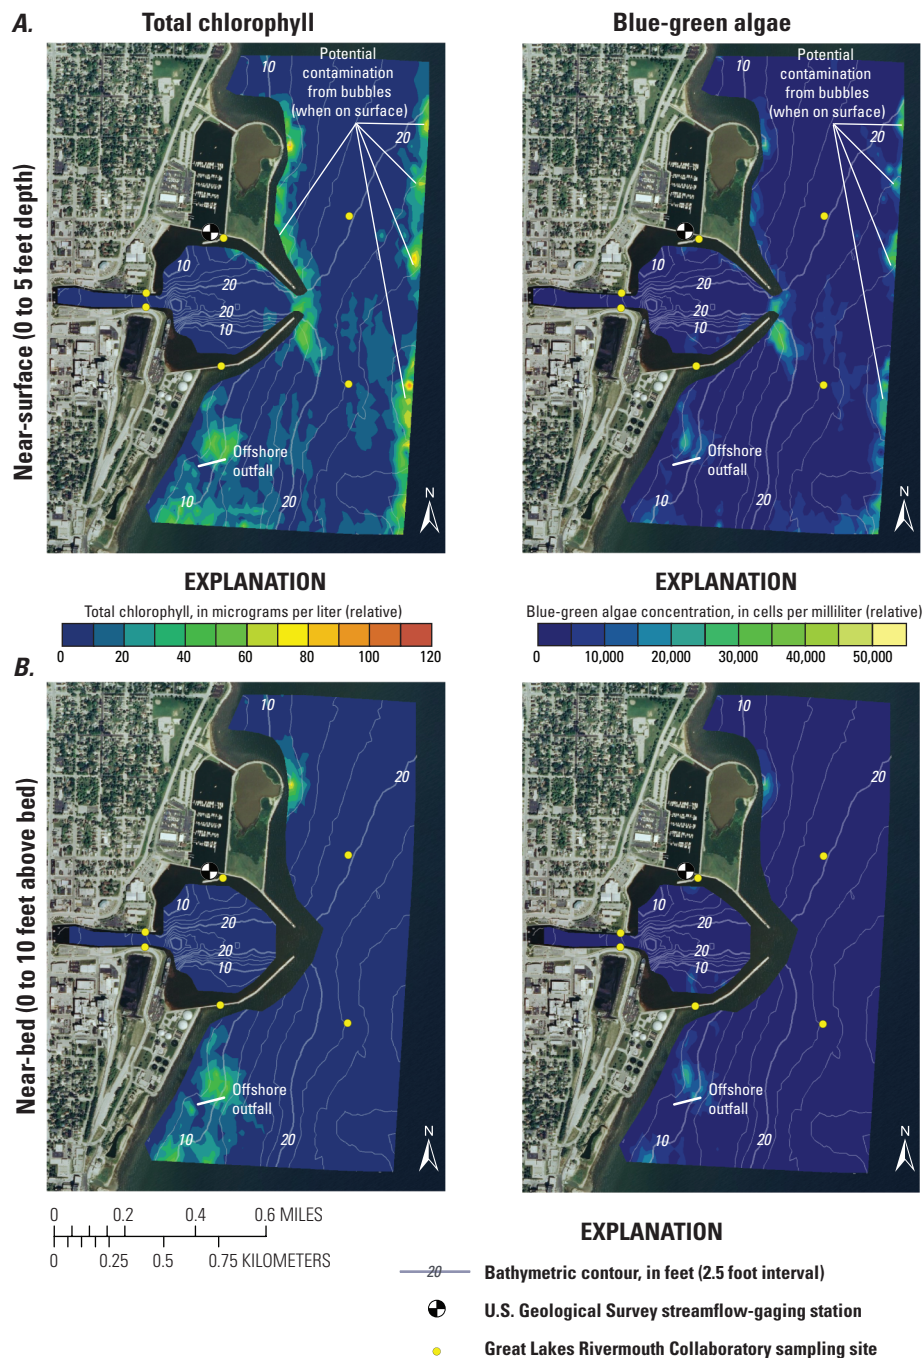 A.
Total chlorophyll
Blue-green algae
Near-surface (0 to 5 feet depth)
10
Potential
contamination
from bubbles
(when on surface)
20
10
20
20
10
Offshore
outfall
10
20
N
10
Potential
contamination
from bubbles
(when on surface)
20
10
20
20
10
Offshore
outfall
10
20
N
EXPLANATION
Total chlorophyll, in micrograms per liter (relative)
0 20 40 60 80 100 120
EXPLANATION
Blue-green algae concentration, in cells per milliliter (relative)
0 10,000 20,000 30,000 40,000 50,000
B.
Near-bed (0 to 10 feet above bed)
10
20
10
20
20
10
Offshore
outfall
10
20
N
10
20
10
20
20
10
Offshore
outfall
10
20
N
0 0.2 0.4 0.6 MILES
0 0.25 0.5 0.75 KILOMETERS
EXPLANATION
20 Bathymetric contour, in feet (2.5 foot interval)
U.S. Geological Survey streamflow-gaging station
Great Lakes Rivermouth Collaboratory sampling site